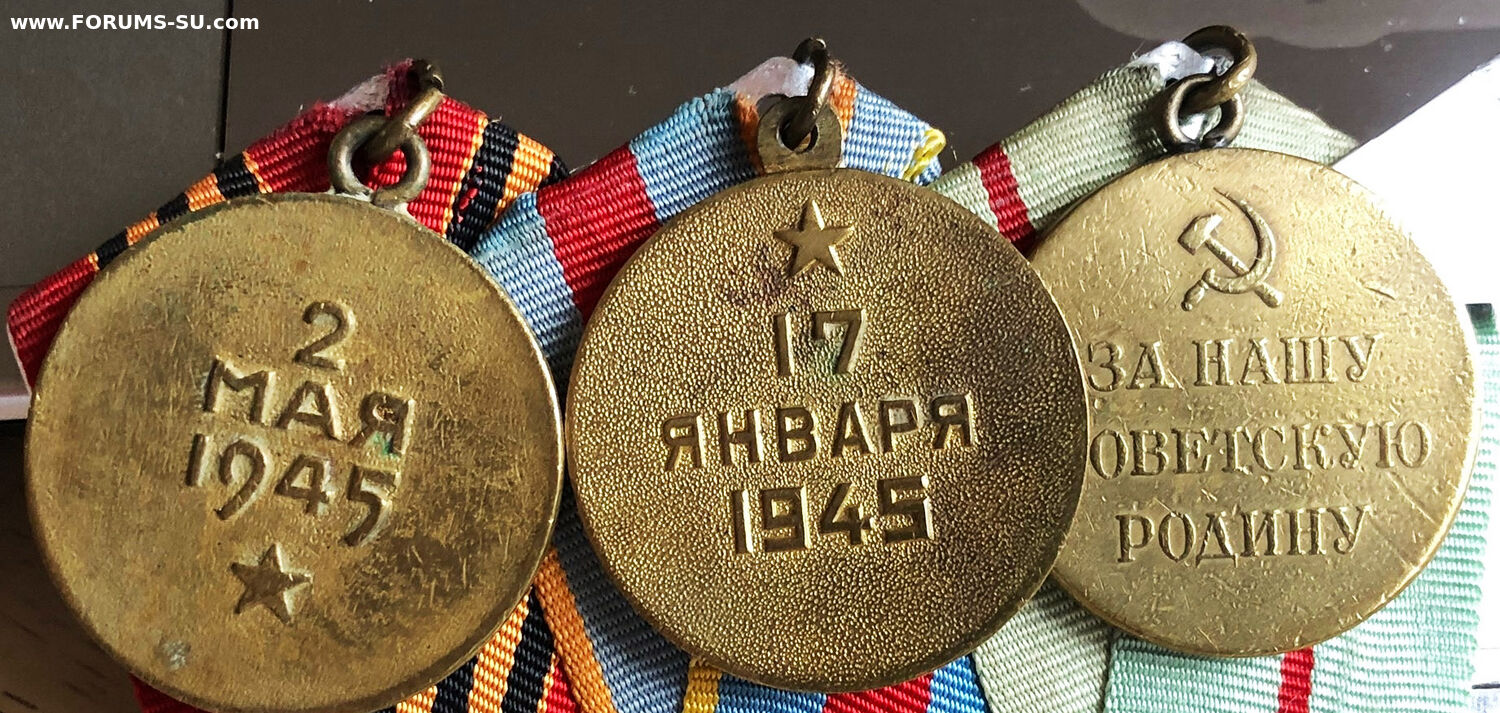 www.FORUMS-SU.com
2
МАЯ
1945
17
ЯНВАРЯ
1945
ЗА НАШУ
ОВЕТСКУЮ
РОДИНУ